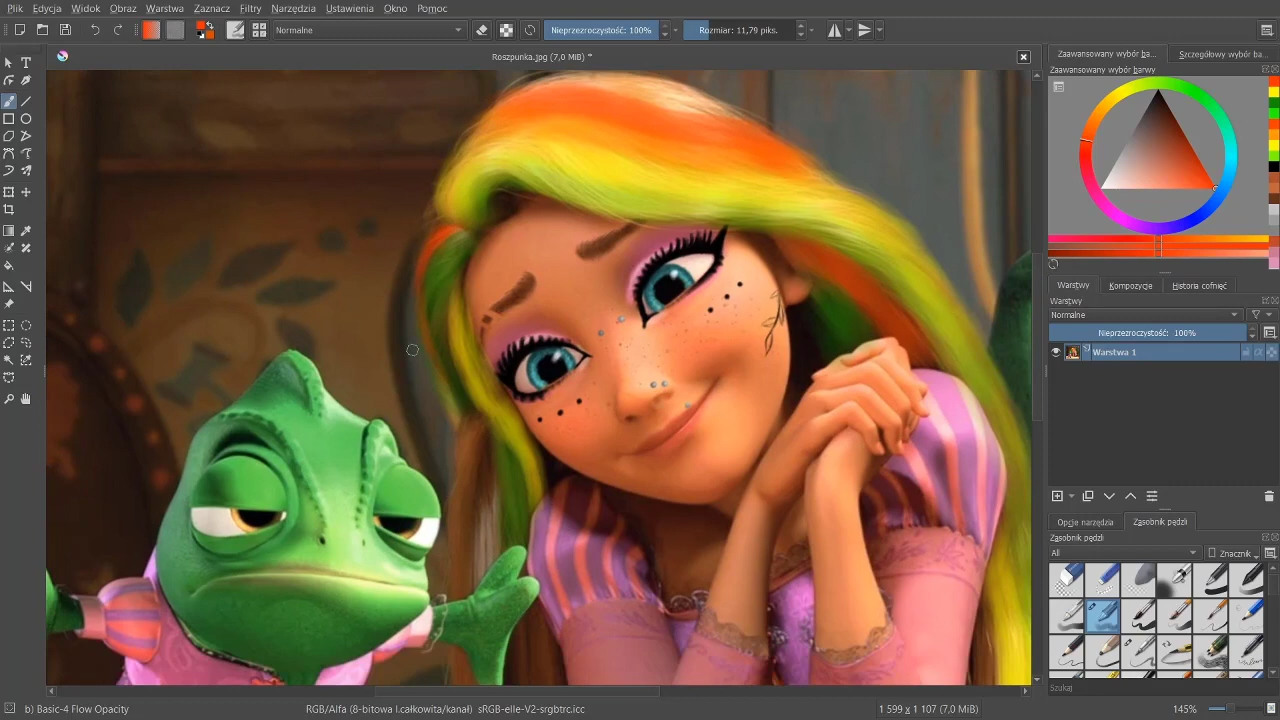 Plik Edycja Widok Obraz Warstwa Zaznacz Filtry Narzędzia Ustawienia Okno Pomoc
Normalne
Nieprzezroczystość: 100%
Rozmiar: 11,79 piks.
Roszpunka.jpg (7,0 MiB) *
Zaawansowany wybór ba...
Szczegółowy wybór ba...
Zaawansowany wybór barwy
Warstwy Kompozycje Historia cofnięć
Warstwy
Normalne
Nieprzezroczystość: 100%
Warstwa 1
Opcje narzędzia Zasobnik pędzli
Zasobnik pędzli
All
Znacznik
Szukaj
b) Basic-4 Flow Opacity
RGB/Alfa (8-bitowa l.całkowita/kanał) sRGB-elle-V2-srgbtrc.icc
1 599 x 1 107 (7,0 MiB)
145%